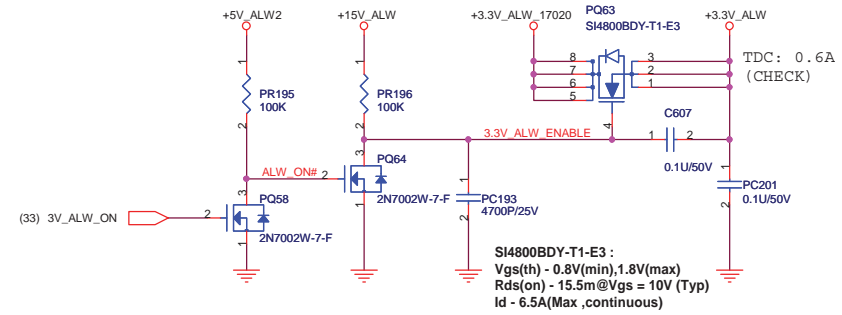 +5V_ALW2
+15V_ALW
+3.3V_ALW_17020
PQ63
SI4800BDY-T1-E3
+3.3V_ALW
8
7
6
5
3
2
1
4
TDC: 0.6A
(CHECK)
1
PR195
100K
2
1
PR196
100K
2
3.3V_ALW_ENABLE
C607
1
2
0.1U/50V
3
PQ64
ALW_ON#
2
2N7002W-7-F
1
1
PC193
4700P/25V
2
1
PC201
0.1U/50V
2
3
PQ58
(33) 3V_ALW_ON
2
2N7002W-7-F
1
SI4800BDY-T1-E3 :
Vgs(th) - 0.8V(min),1.8V(max)
Rds(on) - 15.5m@Vgs = 10V (Typ)
Id - 6.5A(Max ,continuous)